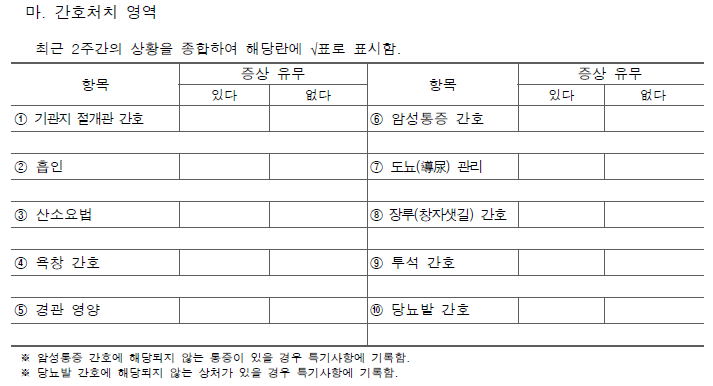 마. 간호처치 영역
최근 2주간의 상황을 종합하여 해당란에 √표로 표시함.
항목 증상 유무 항목 증상 유무
있다 없다 있다 없다
① 기관지 절개관 간호 ⑥ 암성통증 간호
② 흡인 ⑦ 도뇨(導尿) 관리
③ 산소요법 ⑧ 장루(창자샛길) 간호
④ 욕창 간호 ⑨ 투석 간호
⑤ 경관 영양 ⑩ 당뇨발 간호
※ 암성통증 간호에 해당되지 않는 통증이 있을 경우 특기사항에 기록함.
※ 당뇨발 간호에 해당되지 않는 상처가 있을 경우 특기사항에 기록함.